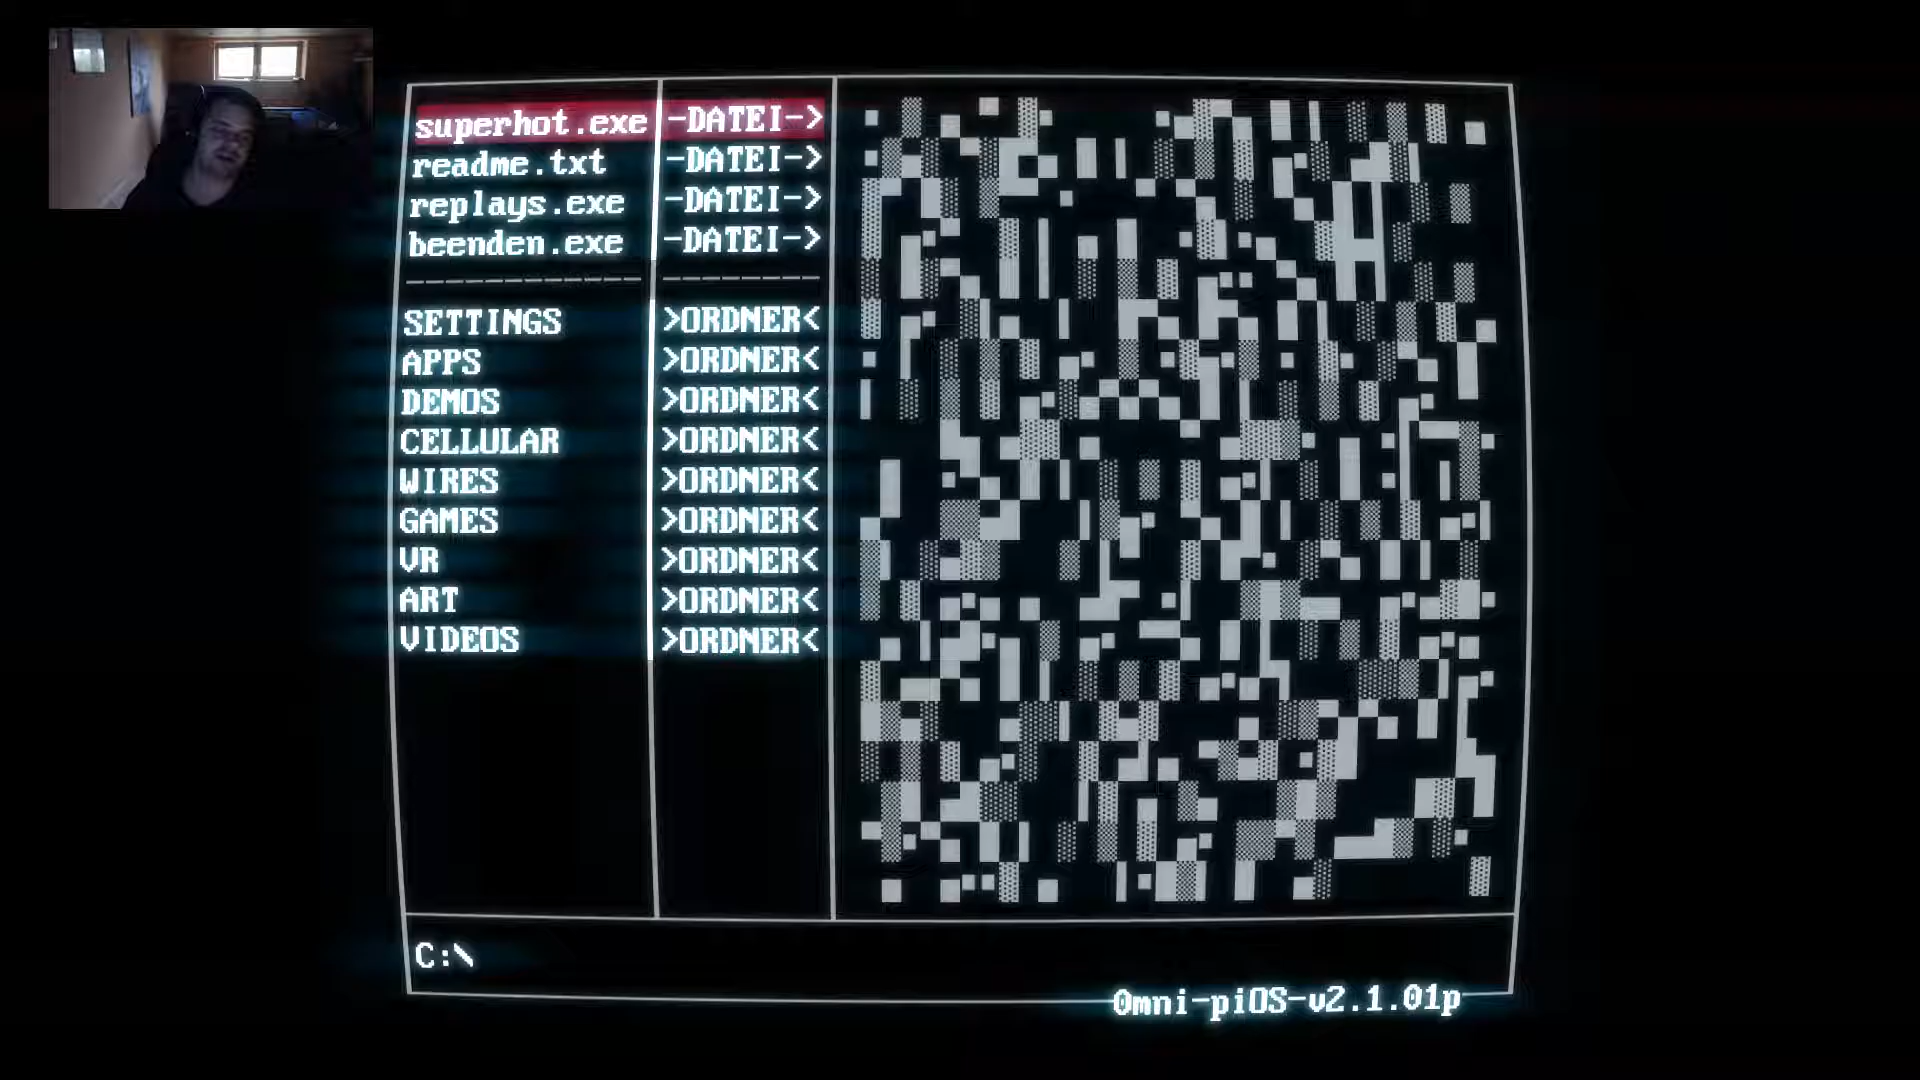 superhot.exe -DATEI->
readme.txt -DATEI->
replays.exe -DATEI->
beenden.exe -DATEI->
SETTINGS >ORDNER<
APPS >ORDNER<
DEMOS >ORDNER<
CELLULAR >ORDNER<
WIRES >ORDNER<
GAMES >ORDNER<
VR >ORDNER<
ART >ORDNER<
VIDEOS >ORDNER<
C:\
0mni-piOS-v2.1.01p